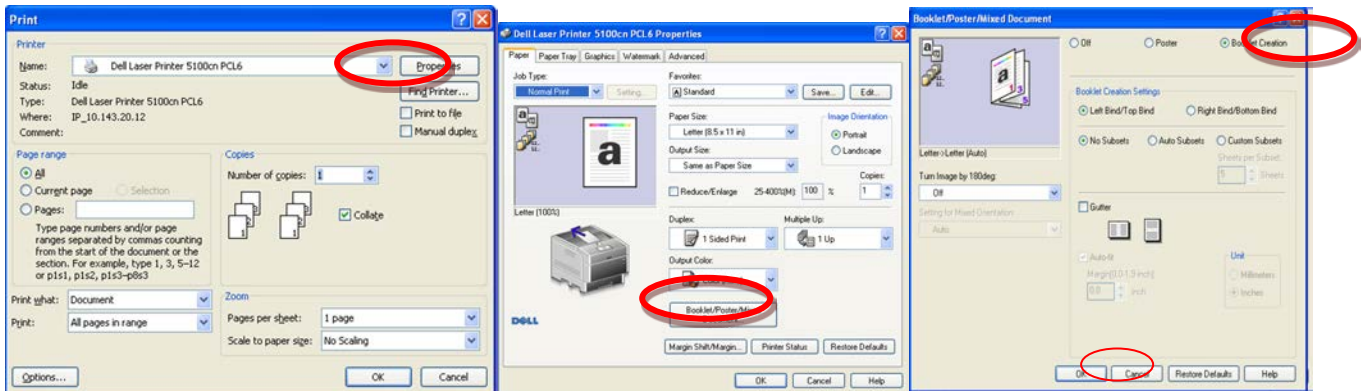 Print
Printer
Name: Dell Laser Printer 5100cn PCL6 Properties
Status: Idle Find Printer...
Type: Dell Laser Printer 5100cn PCL6
Where: IP_10.143.20.12 Print to file
Comment: Manual duplex
Page range
All
Current page Selection
Pages:
Type page numbers and/or page
ranges separated by commas counting
from the start of the document or the
section. For example, type 1, 3, 5–12
or p1s1, p1s2, p1s3–p8s3
Copies
Number of copies: 1
Collate
Print what: Document
Print: All pages in range
Zoom
Pages per sheet: 1 page
Scale to paper size: No Scaling
Options... OK Cancel
Dell Laser Printer 5100cn PCL6 Properties
Paper Paper Tray Graphics Watermark Advanced
Job Type:
Normal Print Setting...
a
Letter (100%)
DELL
Favorites:
Standard Save... Edit...
Paper Size:
Letter (8.5 x 11 in)
Output Size:
Same as Paper Size
Image Orientation
Portrait
Landscape
Copies:
Reduce/Enlarge 25-400%(M): 100 % 1
Duplex: Multiple Up:
1 Sided Print 1 Up
Output Color:
Booklet/Poster/Mi
Margin Shift/Margin... Printer Status Restore Defaults
OK Cancel Help
Booklet/Poster/Mixed Document
Off Poster Booklet Creation
a
1 3 5
Letter->Letter (Auto)
Turn Image by 180deg:
Off
Setting for Mixed Orientation:
Auto
Booklet Creation Settings
Left Bind/Top Bind Right Bind/Bottom Bind
No Subsets Auto Subsets Custom Subsets
Sheets per Subset:
5 Sheets
Gutter
Auto-fit
Margin(0.0-1.9 inch)
0.0 inch
Unit
Millimeters
Inches
OK Cancel Restore Defaults Help